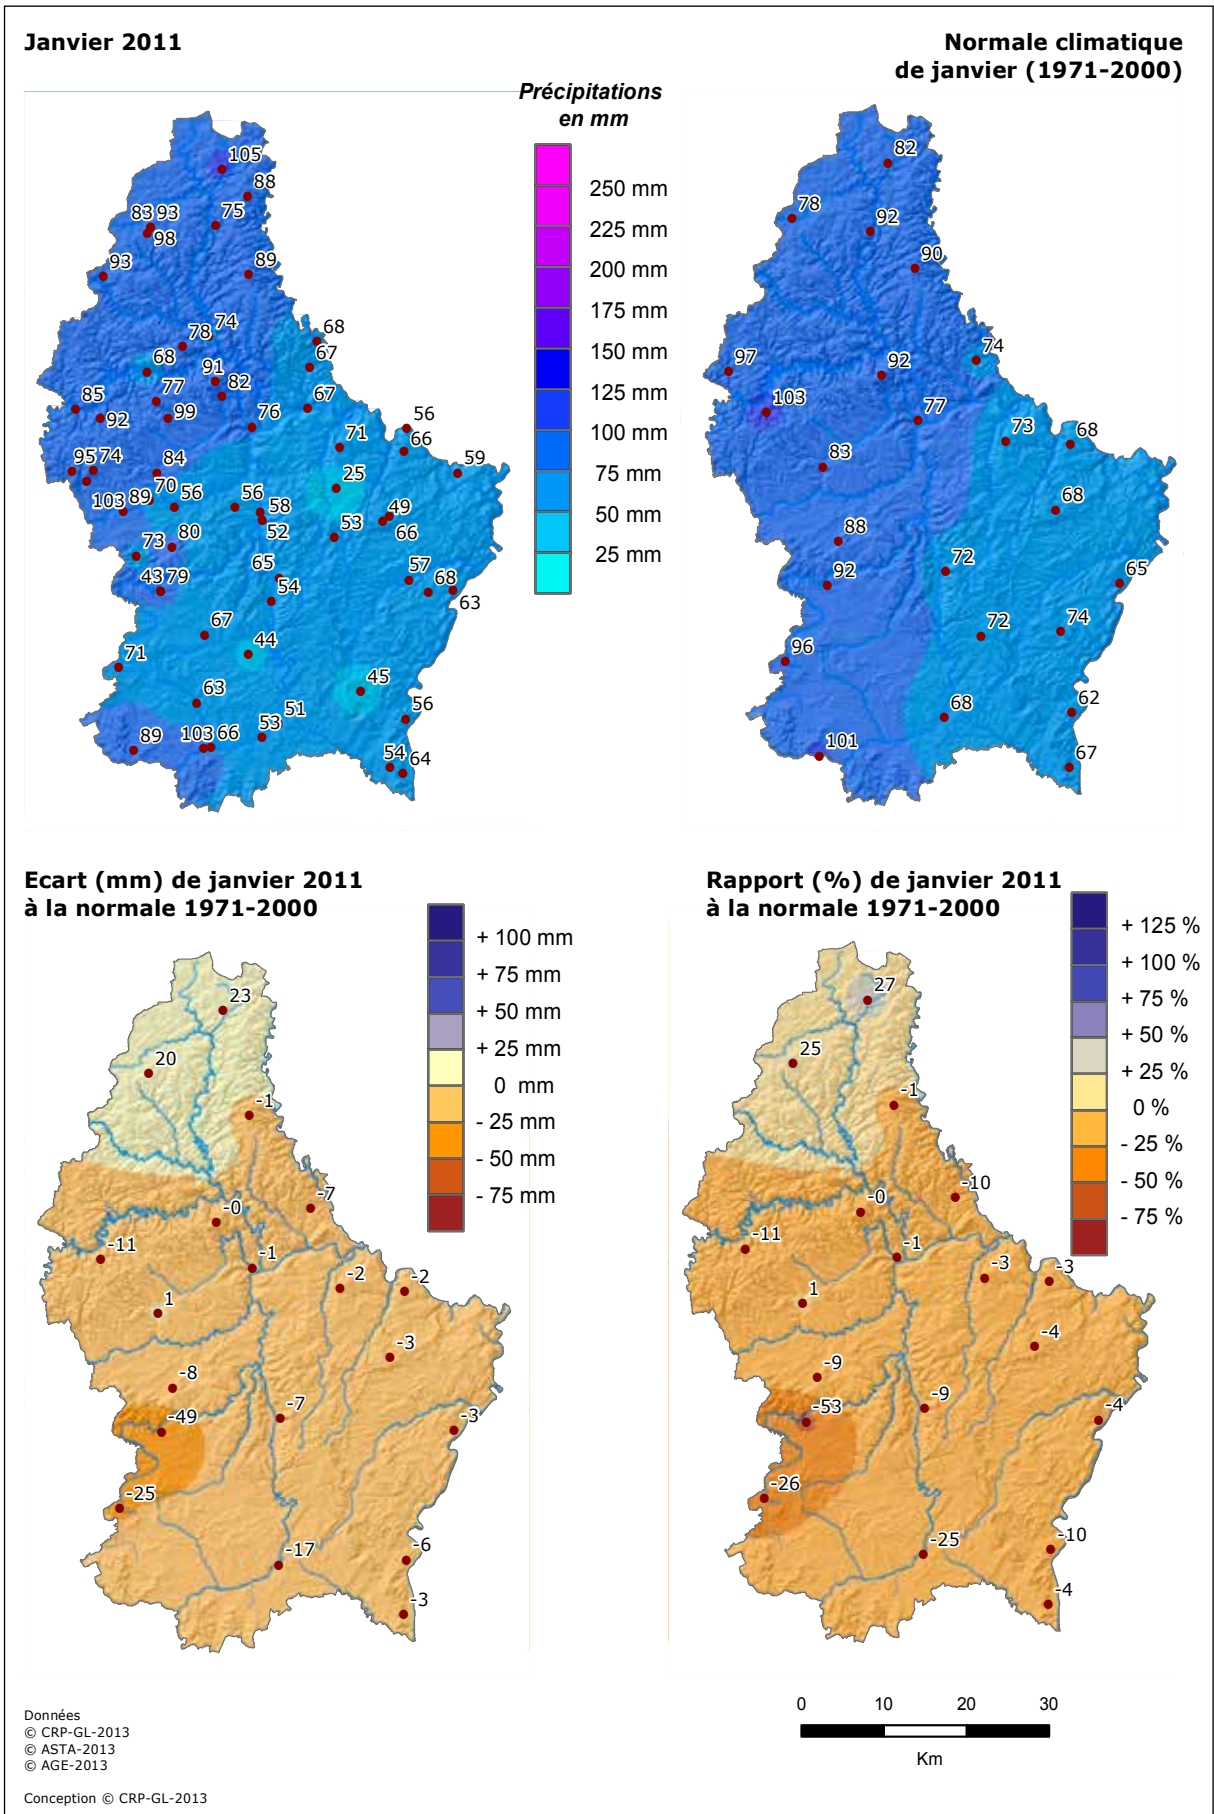 Janvier 2011
Normale climatique
de janvier (1971-2000)
Précipitations
en mm
250 mm
225 mm
200 mm
175 mm
150 mm
125 mm
100 mm
75 mm
50 mm
25 mm
105
88
83 93
75
98
93
89
74
78
68
68
67
91
82
77
85
92
99
67
76
56
71
66
95 74
84
25
59
70
103 89
56
56
58
49
52
53
66
73
80
65
57
43 79
54
68
63
67
44
71
45
63
51
56
53
89
103 66
54
64
82
78
92
90
74
97
92
103
77
73
68
83
68
88
72
65
92
72
74
96
68
62
101
67
Ecart (mm) de janvier 2011
à la normale 1971-2000
+ 100 mm
+ 75 mm
+ 50 mm
+ 25 mm
0 mm
- 25 mm
- 50 mm
- 75 mm
23
20
-1
-7
-0
-11
-1
-2
-2
1
-3
-8
-49
-7
-3
-25
-17
-6
-3
Rapport (%) de janvier 2011
à la normale 1971-2000
+ 125 %
+ 100 %
+ 75 %
+ 50 %
+ 25 %
0 %
- 25 %
- 50 %
- 75 %
27
25
-1
-10
-0
-11
-1
-3
-3
1
-4
-9
-53
-9
-4
-26
-25
-10
-4
0 10 20 30
Km
Données
© CRP-GL-2013
© ASTA-2013
© AGE-2013
Conception © CRP-GL-2013